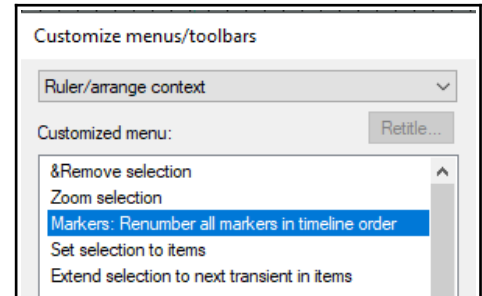 Customize menus/toolbars
Ruler/arrange context
Customized menu:
Retitle...
&Remove selection
Zoom selection
Markers: Renumber all markers in timeline order
Set selection to items
Extend selection to next transient in items